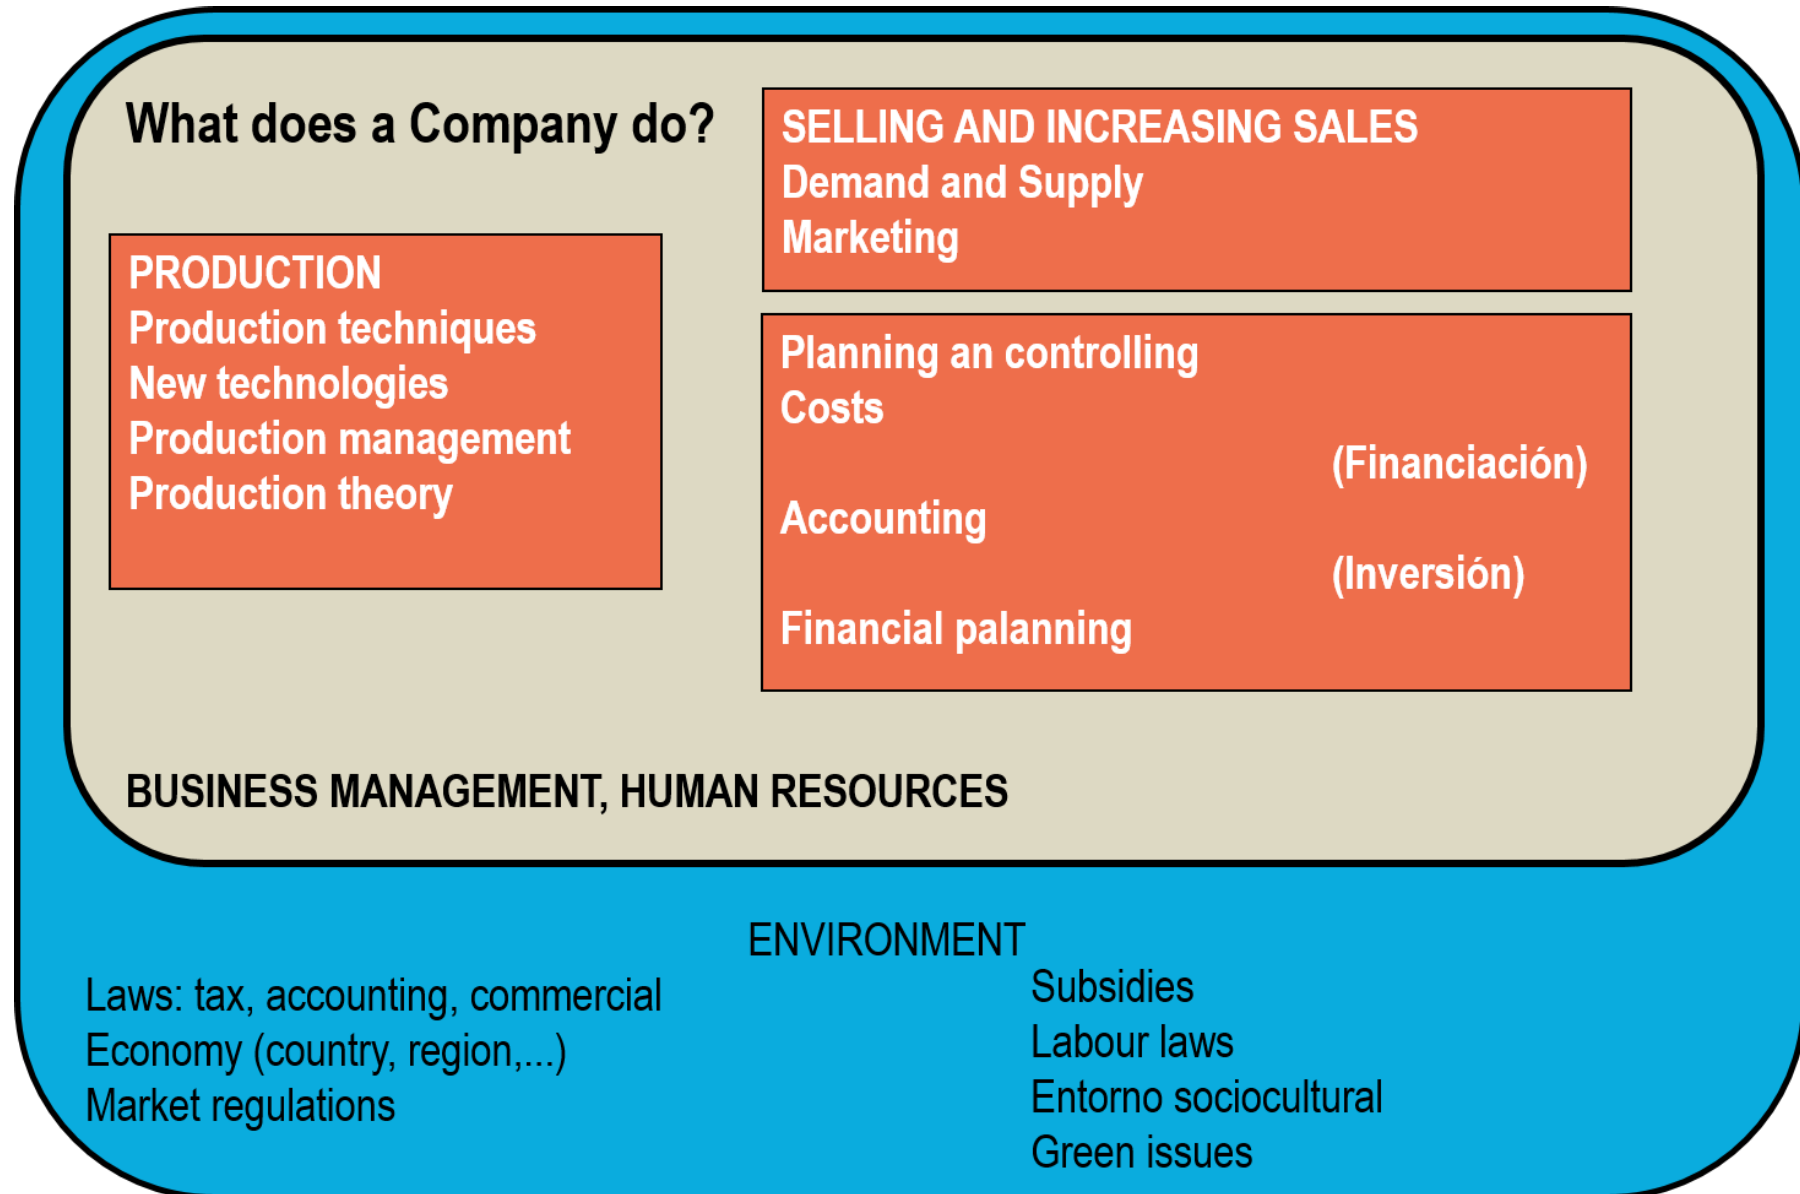 What does a Company do?
PRODUCTION
Production techniques
New technologies
Production management
Production theory
SELLING AND INCREASING SALES
Demand and Supply
Marketing
Planning an controlling
Costs
(Financiación)
Accounting
(Inversión)
Financial palanning
BUSINESS MANAGEMENT, HUMAN RESOURCES
ENVIRONMENT
Laws: tax, accounting, commercial
Economy (country, region,...)
Market regulations
Subsidies
Labour laws
Entorno sociocultural
Green issues